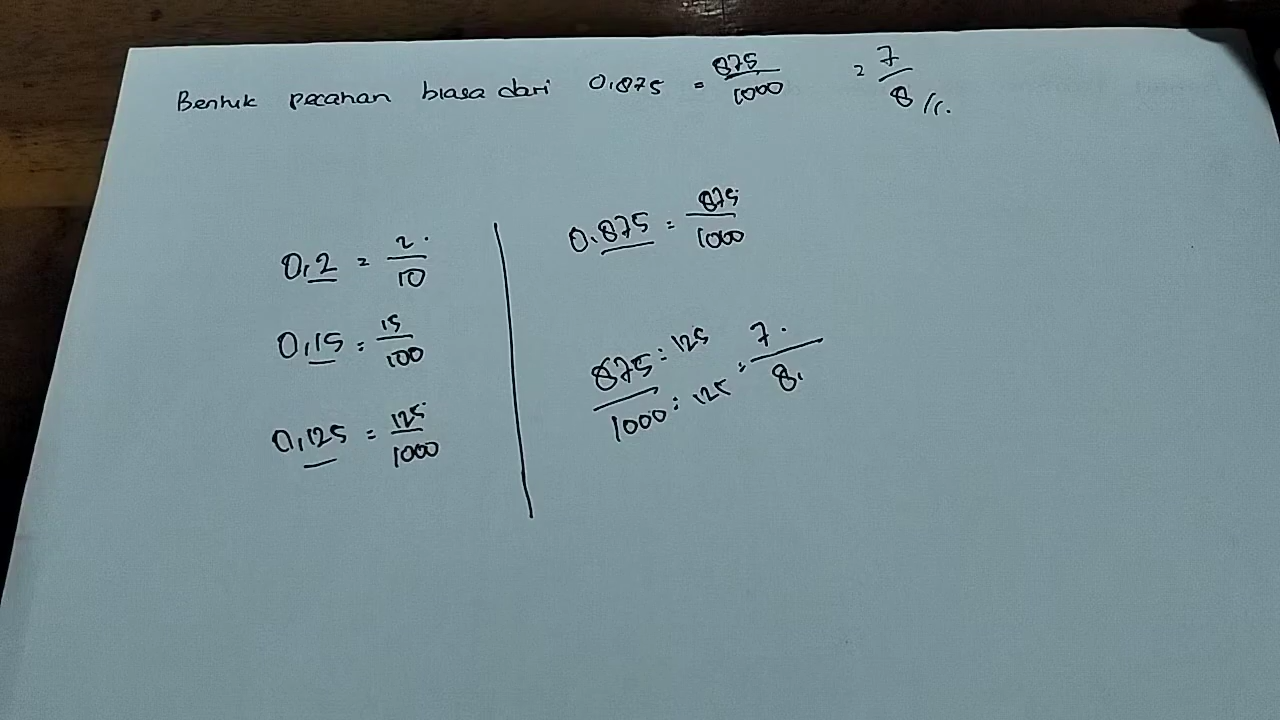 Bentuk pecahan biasa dari 0.875 = 875/1000 = 7/8 //.
0,2 = 2/10
0,15 = 15/100
0,125 = 125/1000
0.875 = 875/1000
875 : 125 / 1000 : 125 = 7/8